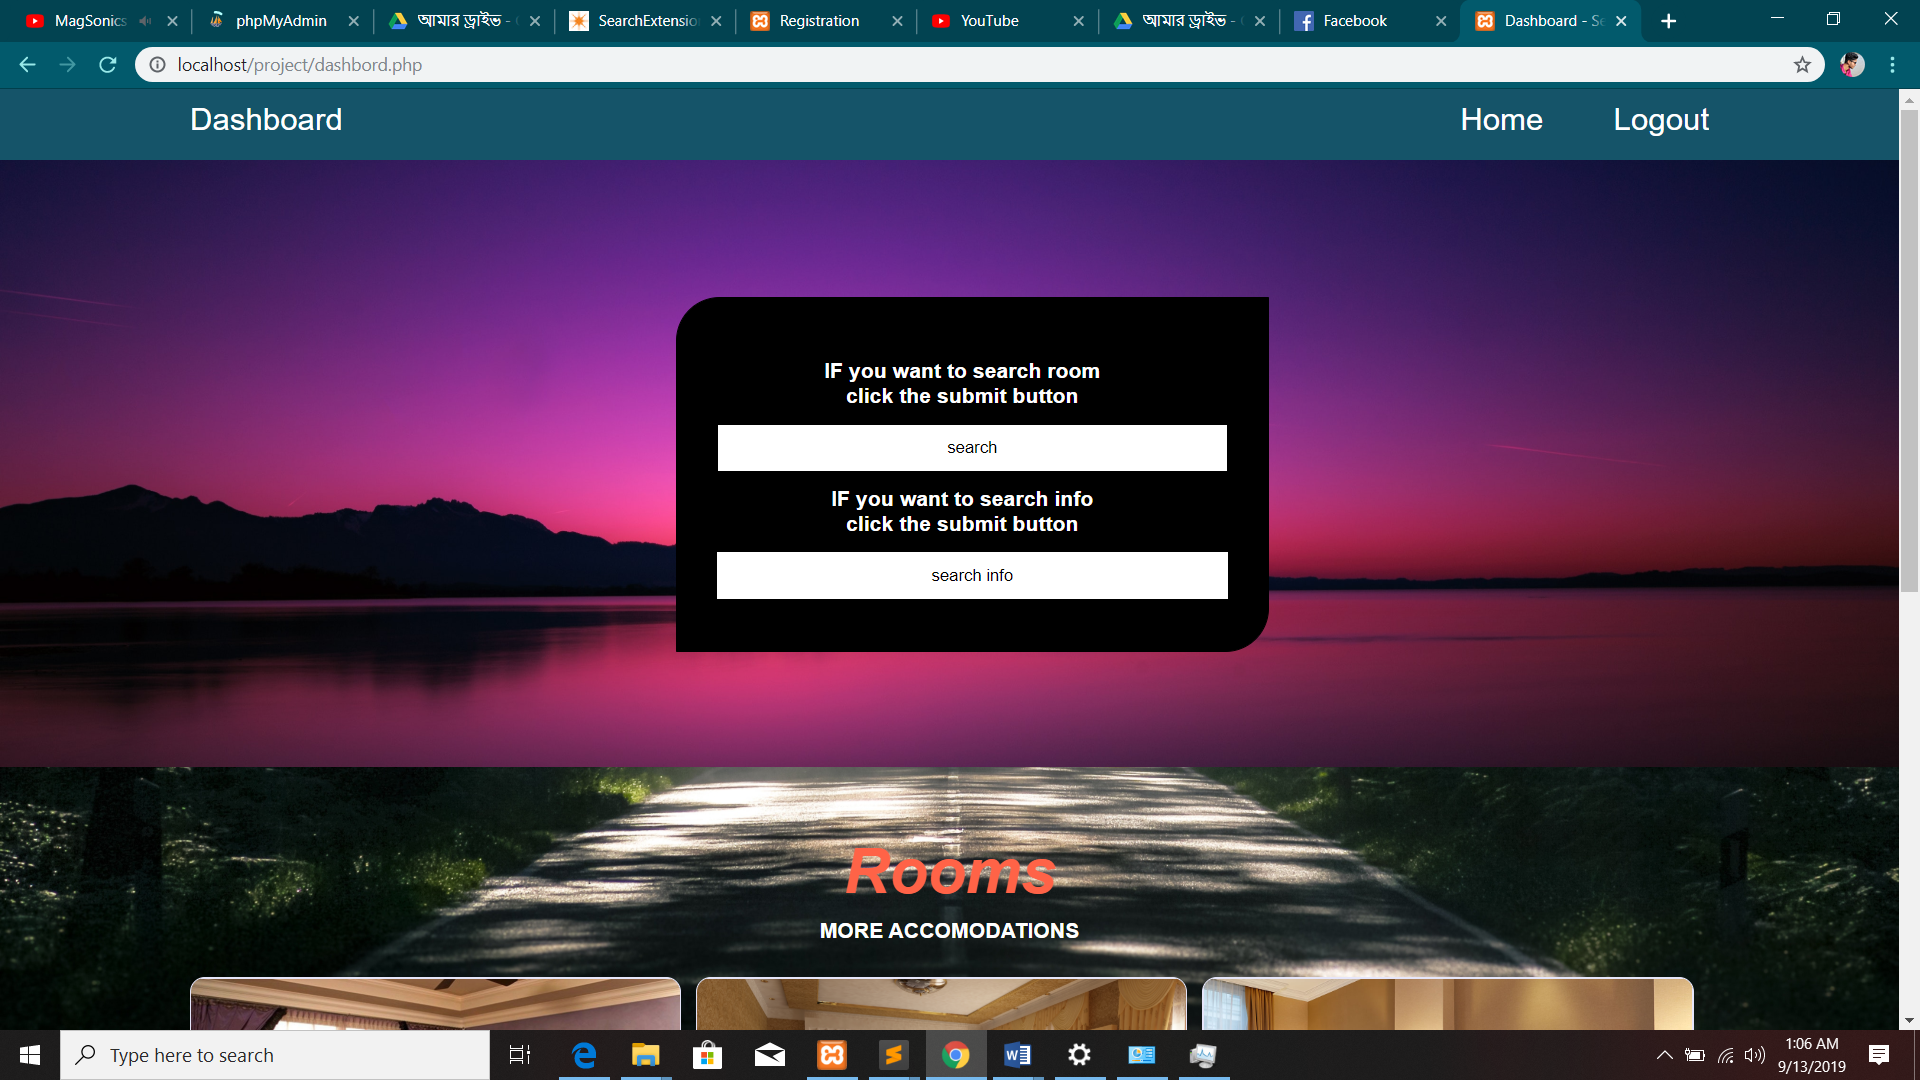 MagSonics
phpMyAdmin
আমার ড্রাইভ -
SearchExtensio
Registration
YouTube
আমার ড্রাইভ -
Facebook
Dashboard - Se
localhost/project/dashbord.php
Dashboard
Home
Logout
IF you want to search room
click the submit button
search
IF you want to search info
click the submit button
search info
Rooms
MORE ACCOMODATIONS
Type here to search
1:06 AM
9/13/2019